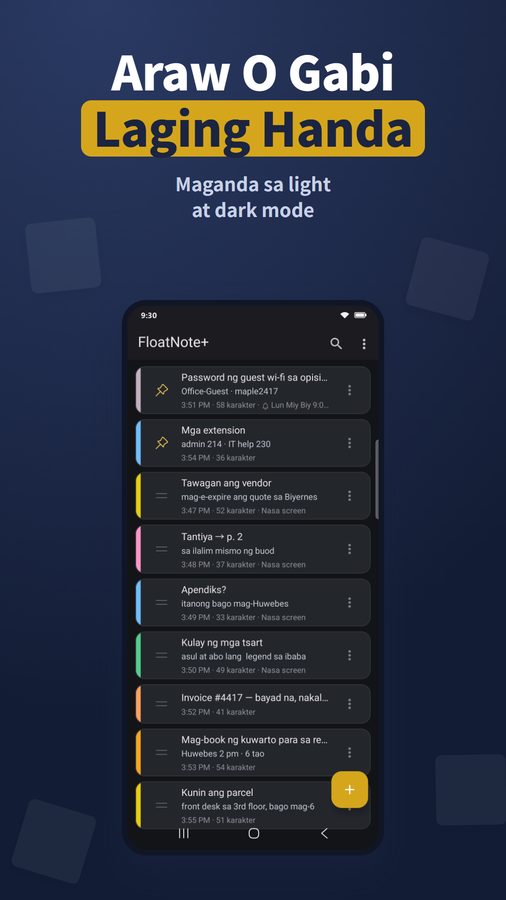 Araw O Gabi
Laging Handa
Maganda sa light
at dark mode
9:30
FloatNote+
Password ng guest wi-fi sa opisi…
Office-Guest · maple2417
3:51 PM · 58 karakter · Lun Miy Biy 9:0…
Mga extension
admin 214 · IT help 230
3:54 PM · 36 karakter
Tawagan ang vendor
mag-e-expire ang quote sa Biyernes
3:47 PM · 52 karakter · Nasa screen
Tantiya → p. 2
sa ilalim mismo ng buod
3:48 PM · 37 karakter · Nasa screen
Apendiks?
itanong bago mag-Huwebes
3:49 PM · 33 karakter · Nasa screen
Kulay ng mga tsart
asul at abo lang legend sa ibaba
3:50 PM · 49 karakter · Nasa screen
Invoice #4417 — bayad na, nakal…
3:52 PM · 41 karakter
Mag-book ng kuwarto para sa re…
Huwebes 2 pm · 6 tao
3:53 PM · 54 karakter
Kunin ang parcel
front desk sa 3rd floor, bago mag-6
3:55 PM · 51 karakter